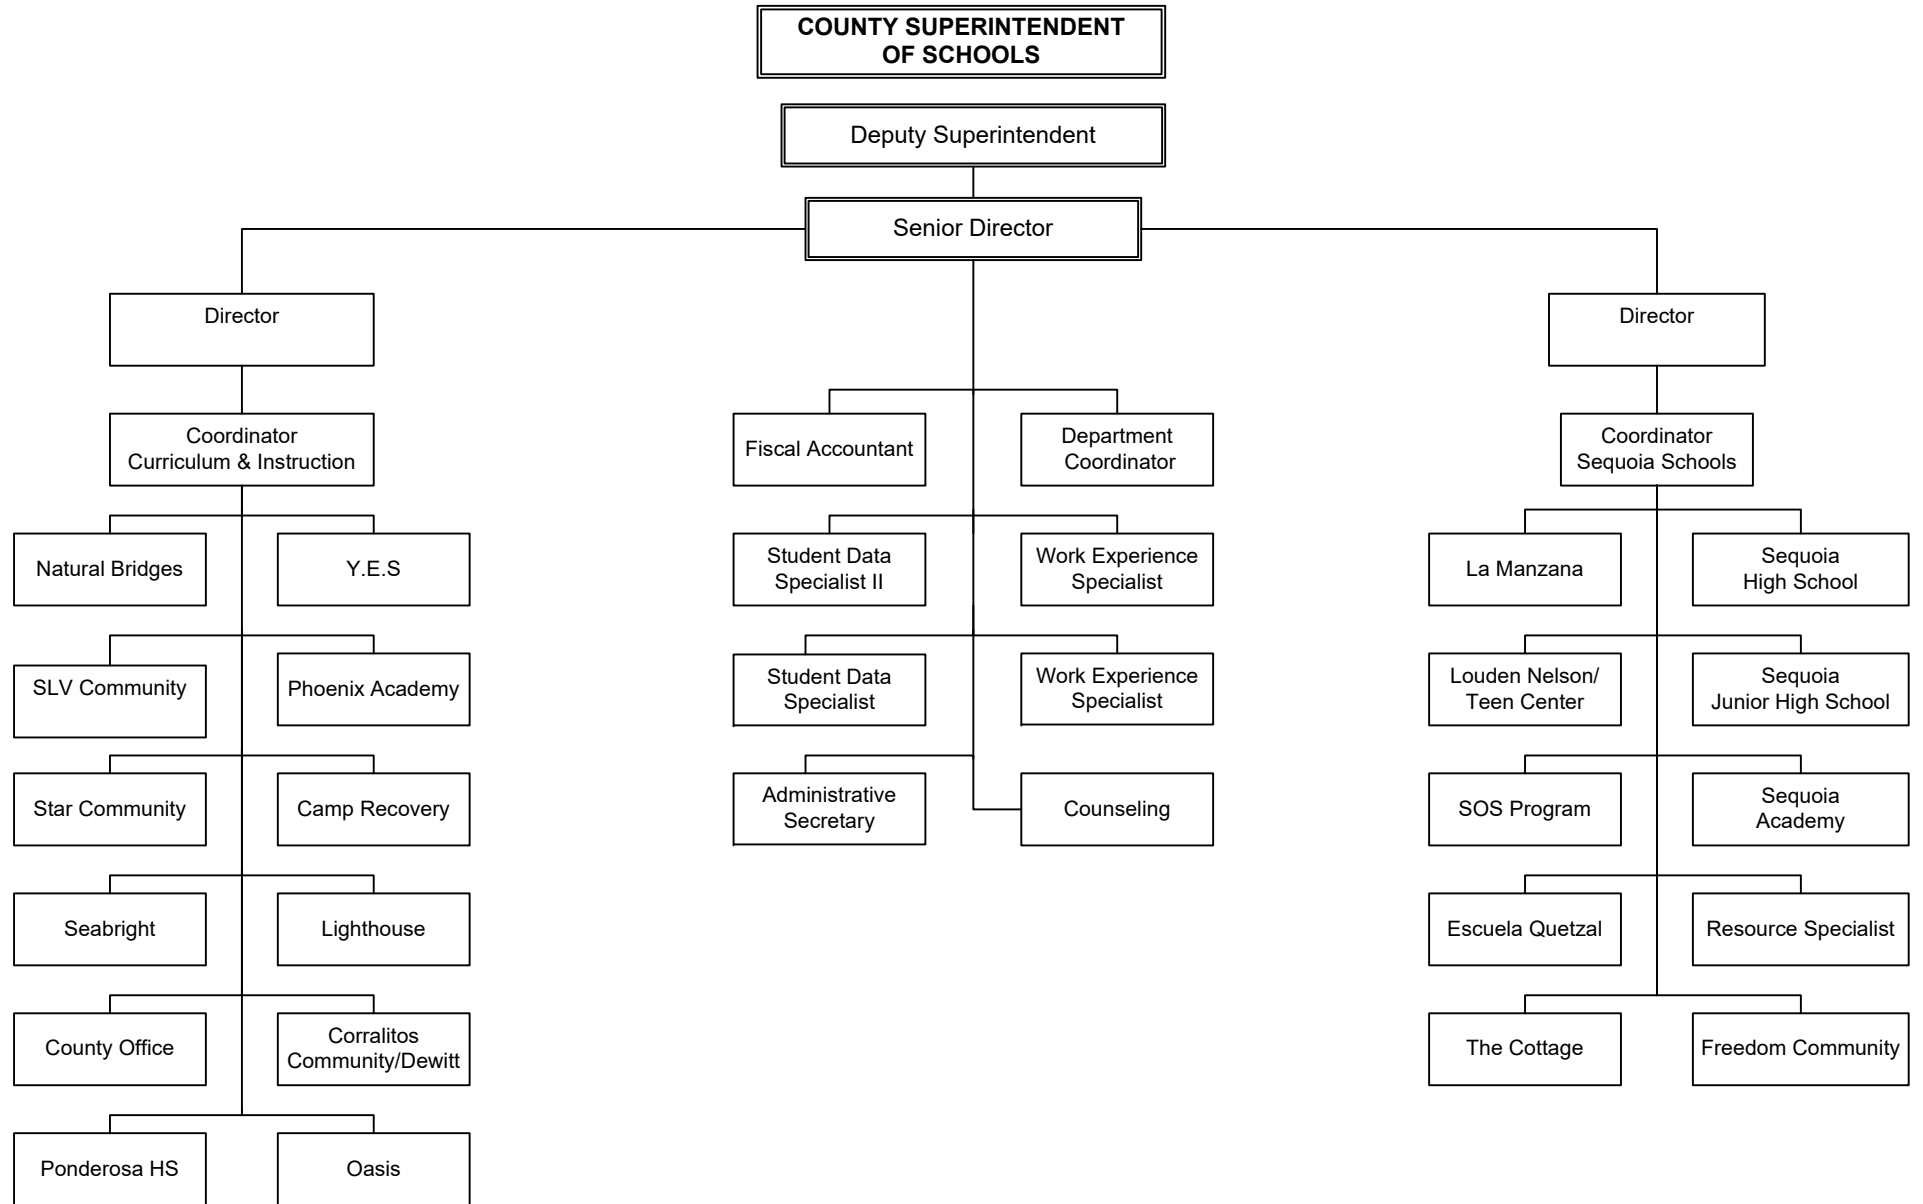 COUNTY SUPERINTENDENT
OF SCHOOLS
Deputy Superintendent
Senior Director
Director
Director
Coordinator
Curriculum & Instruction
Fiscal Accountant
Department
Coordinator
Coordinator
Sequoia Schools
Natural Bridges
Y.E.S
Student Data
Specialist II
Work Experience
Specialist
La Manzana
Sequoia
High School
SLV Community
Phoenix Academy
Student Data
Specialist
Work Experience
Specialist
Louden Nelson/
Teen Center
Sequoia
Junior High School
Star Community
Camp Recovery
Administrative
Secretary
Counseling
SOS Program
Sequoia
Academy
Seabright
Lighthouse
Escuela Quetzal
Resource Specialist
County Office
Corralitos
Community/Dewitt
The Cottage
Freedom Community
Ponderosa HS
Oasis